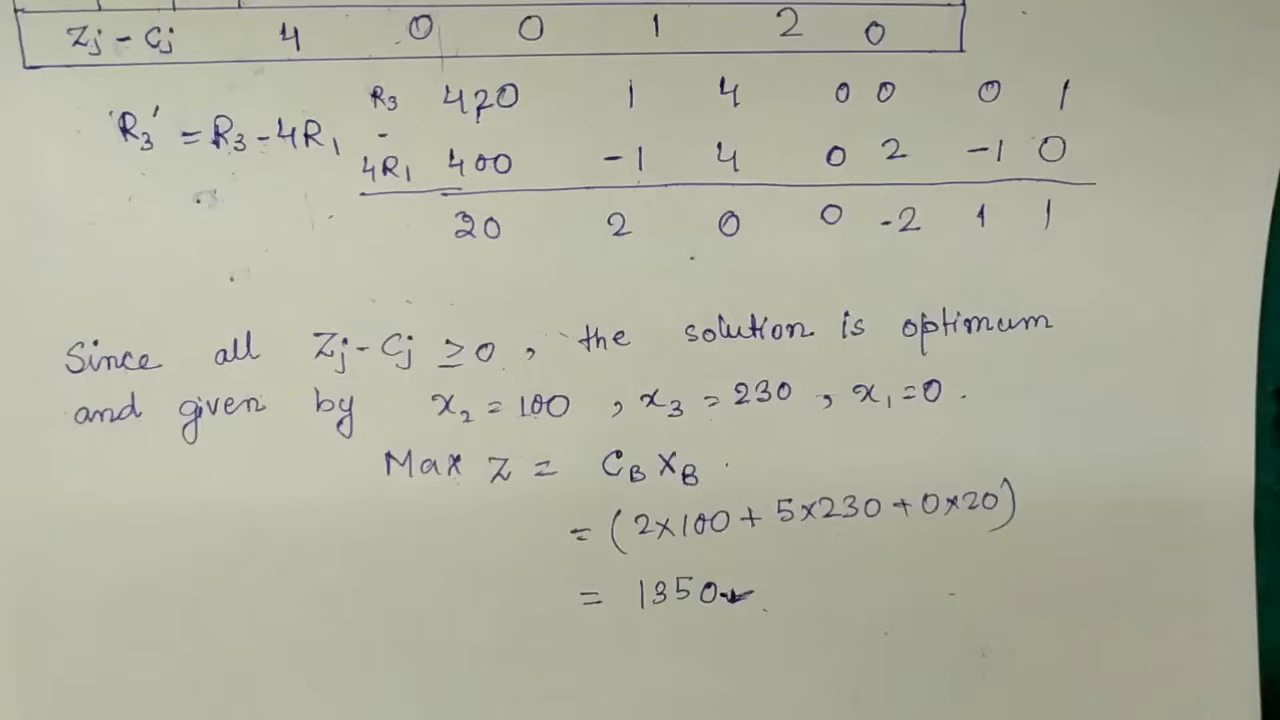 Zj - Cj 4 0 0 1 2 0
R3' = R3 - 4R1
R3 420 1 4 0 0 0 1
-
4R1 400 -1 4 0 2 -1 0
20 2 0 0 -2 1 1
Since all Zj - Cj ≥ 0, the solution is optimum
and given by x2 = 100, x3 = 230, x1 = 0.
Max Z = CB XB
= (2x100 + 5x230 + 0x20)
= 1350